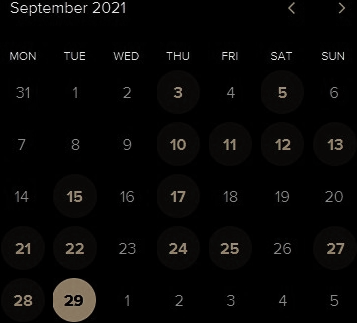 September 2021
MON TUE WED THU FRI SAT SUN
31 1 2 3 4 5 6
7 8 9 10 11 12 13
14 15 16 17 18 19 20
21 22 23 24 25 26 27
28 29 1 2 3 4 5